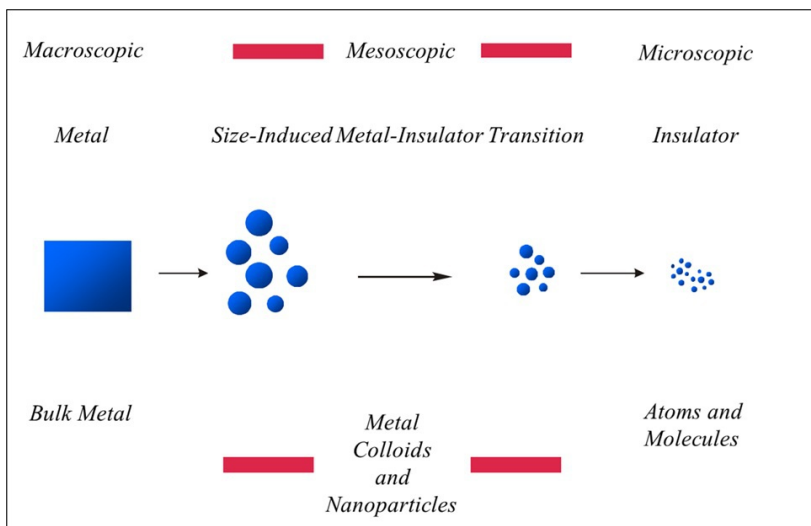 Macroscopic Mesoscopic Microscopic
Metal Size-Induced Metal-Insulator Transition Insulator
Bulk Metal
Metal
Colloids
and
Nanoparticles
Atoms and
Molecules